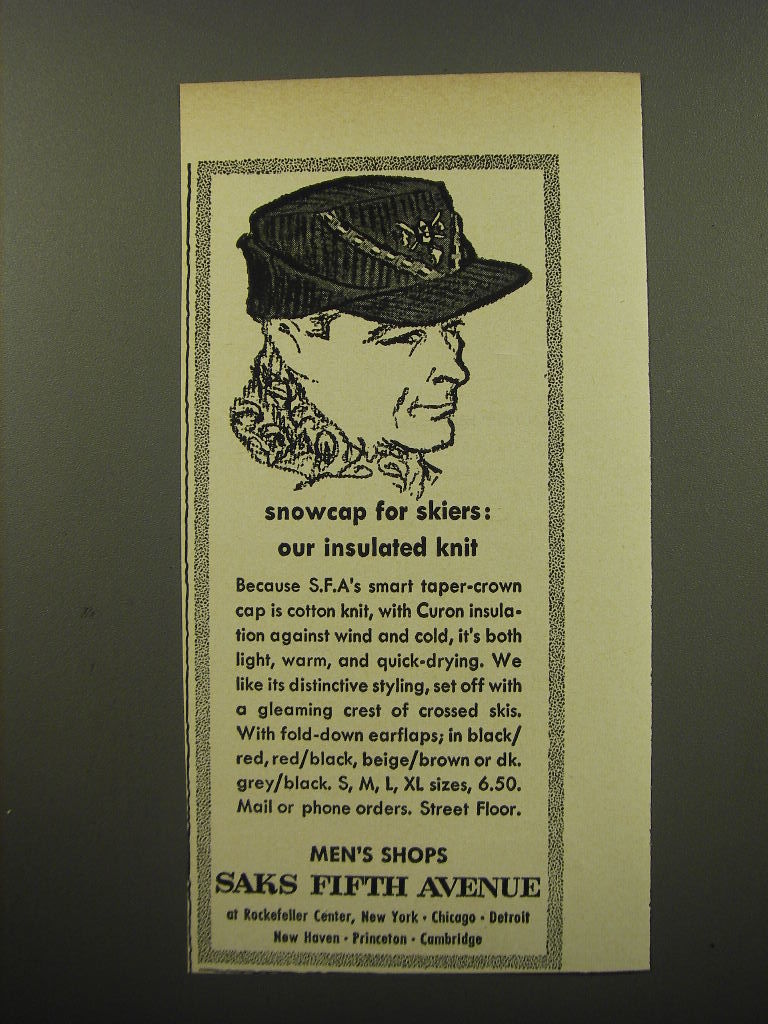 snowcap for skiers:
our insulated knit
Because S.F.A's smart taper-crown
cap is cotton knit, with Curon insula-
tion against wind and cold, it's both
light, warm, and quick-drying. We
like its distinctive styling, set off with
a gleaming crest of crossed skis.
With fold-down earflaps; in black/
red, red/black, beige/brown or dk.
grey/black. S, M, L, XL sizes, 6.50.
Mail or phone orders. Street Floor.
MEN'S SHOPS
SAKS FIFTH AVENUE
at Rockefeller Center, New York • Chicago • Detroit
New Haven • Princeton • Cambridge